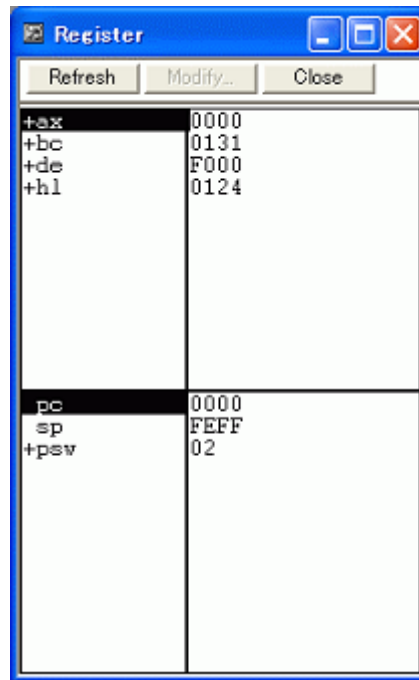 Register
Refresh Modify... Close
+ax 0000
+bc 0131
+de F000
+hl 0124
pc 0000
sp FEFF
+psw 02